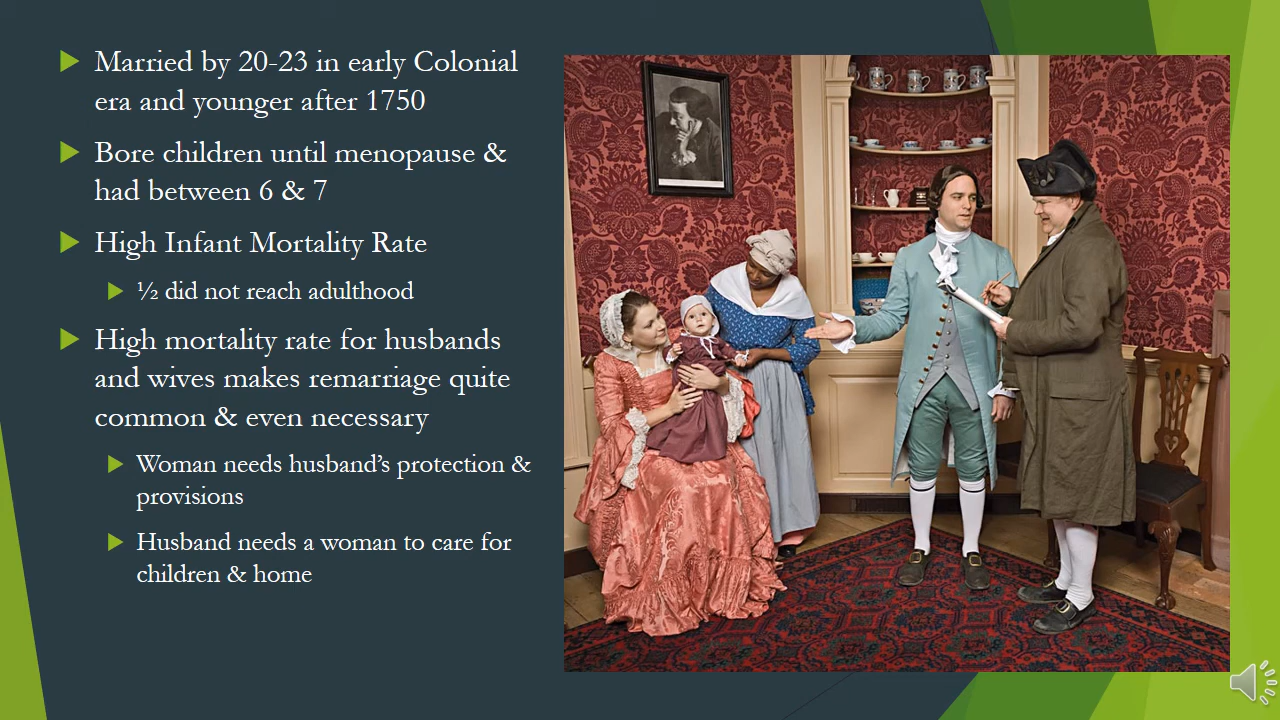 Married by 20-23 in early Colonial
era and younger after 1750
Bore children until menopause &
had between 6 & 7
High Infant Mortality Rate
½ did not reach adulthood
High mortality rate for husbands
and wives makes remarriage quite
common & even necessary
Woman needs husband’s protection &
provisions
Husband needs a woman to care for
children & home